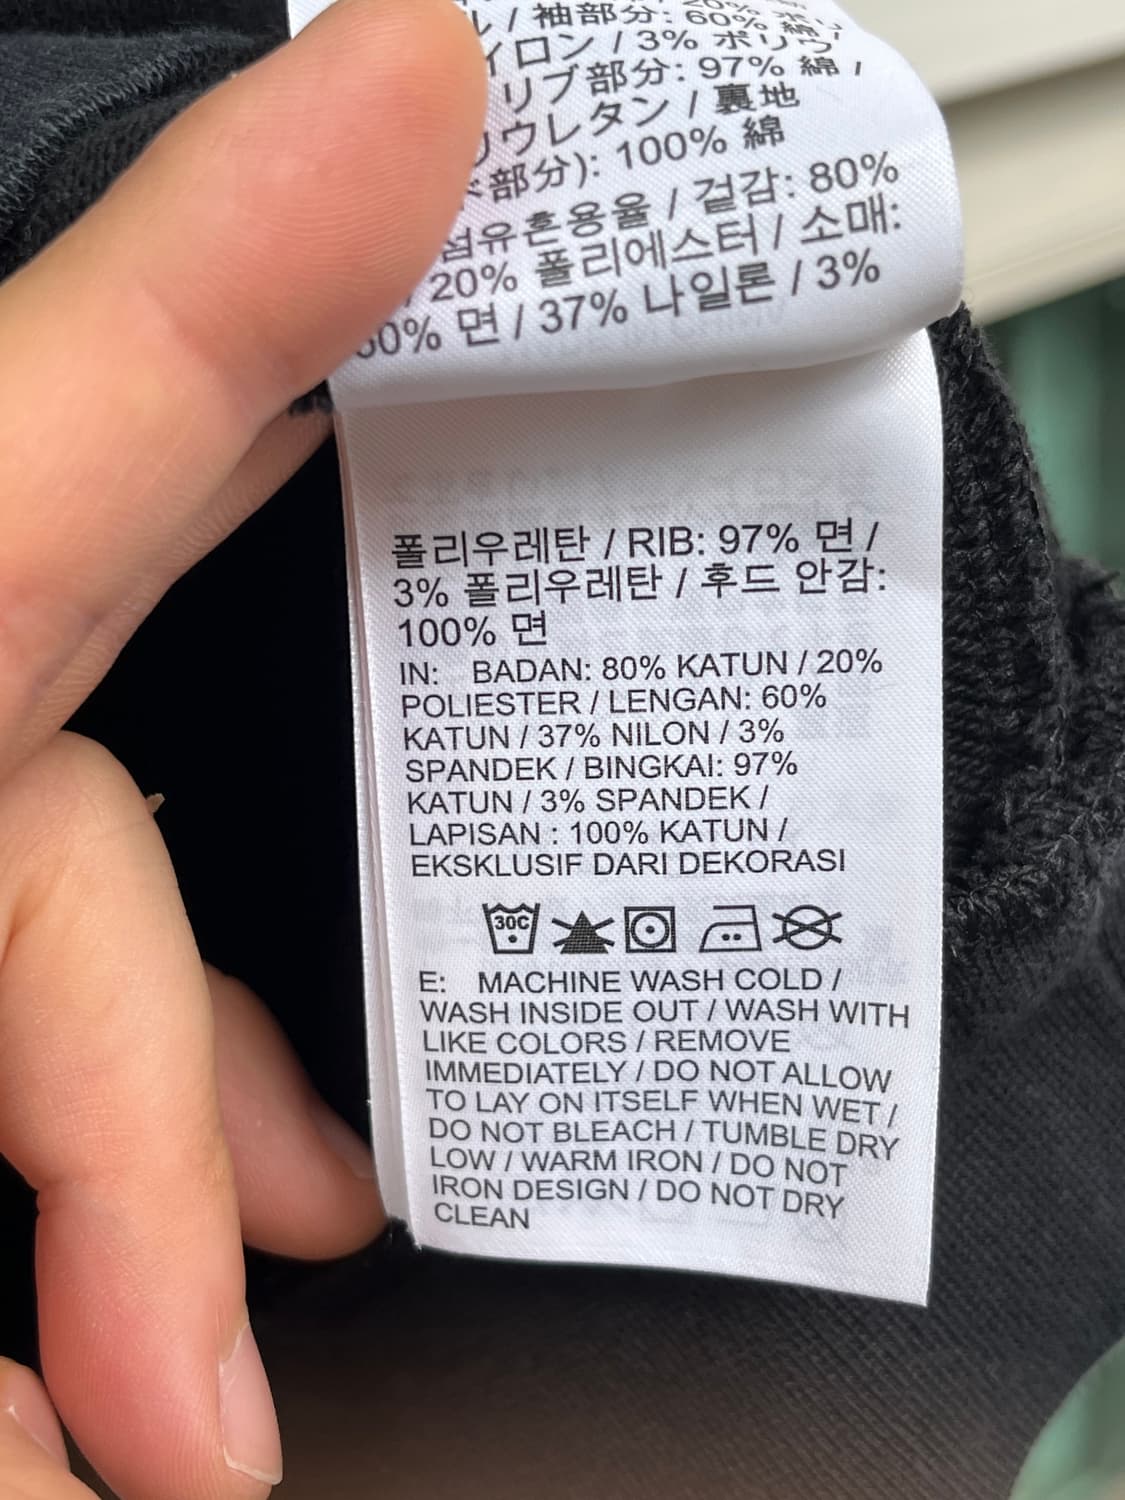 / 袖部分: 60% 綿
イロン / 3% ポリウ
リブ部分: 97% 綿 /
リウレタン / 裏地
部分): 100% 綿
섬유혼용율 / 겉감: 80%
/ 20% 폴리에스터 / 소매:
60% 면 / 37% 나일론 / 3%
폴리우레탄 / RIB: 97% 면 /
3% 폴리우레탄 / 후드 안감:
100% 면
IN: BADAN: 80% KATUN / 20%
POLIESTER / LENGAN: 60%
KATUN / 37% NILON / 3%
SPANDEK / BINGKAI: 97%
KATUN / 3% SPANDEK /
LAPISAN : 100% KATUN /
EKSKLUSIF DARI DEKORASI
30C
E: MACHINE WASH COLD /
WASH INSIDE OUT / WASH WITH
LIKE COLORS / REMOVE
IMMEDIATELY / DO NOT ALLOW
TO LAY ON ITSELF WHEN WET /
DO NOT BLEACH / TUMBLE DRY
LOW / WARM IRON / DO NOT
IRON DESIGN / DO NOT DRY
CLEAN